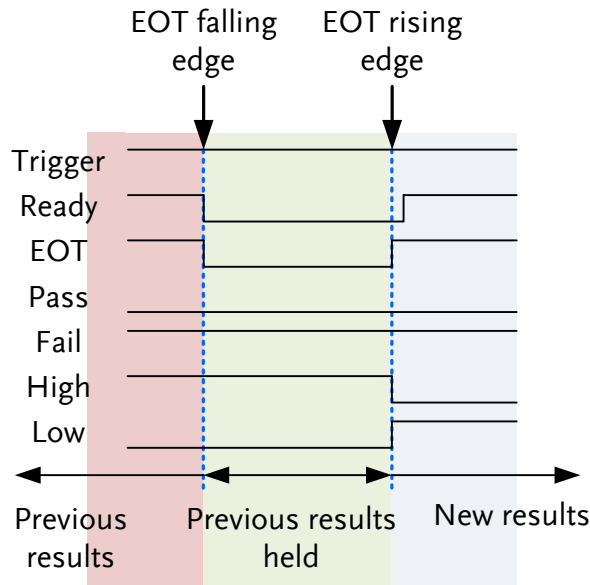 EOT falling
edge
EOT rising
edge
Trigger
Ready
EOT
Pass
Fail
High
Low
Previous
results
Previous results
held
New results